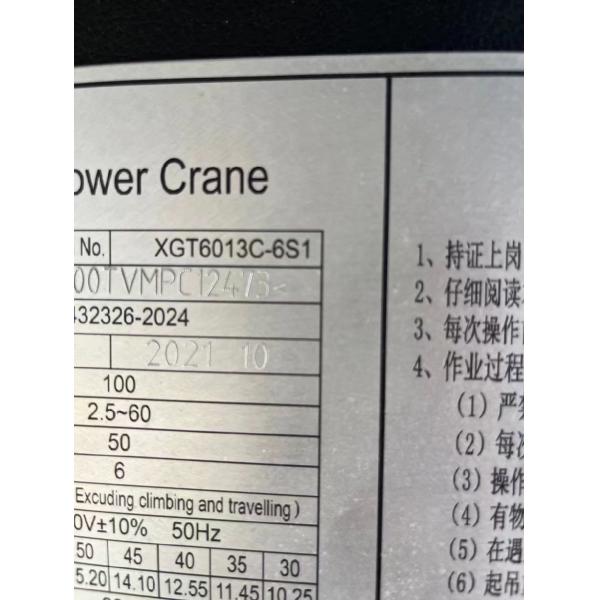 ower Crane
No. XGT6013C-6S1
00TVMPC12473
432326-2024
2021 10
100
2.5~60
50
6
Excuding climbing and travelling)
0V±10% 50Hz
50 45 40 35 30
5.20 14.10 12.55 11.45 10.25
1、持证上岗
2、仔细阅读
3、每次操作
4、作业过程
(1)严禁
(2)每次
(3)操作
(4)有物
(5)在遇
(6)起吊